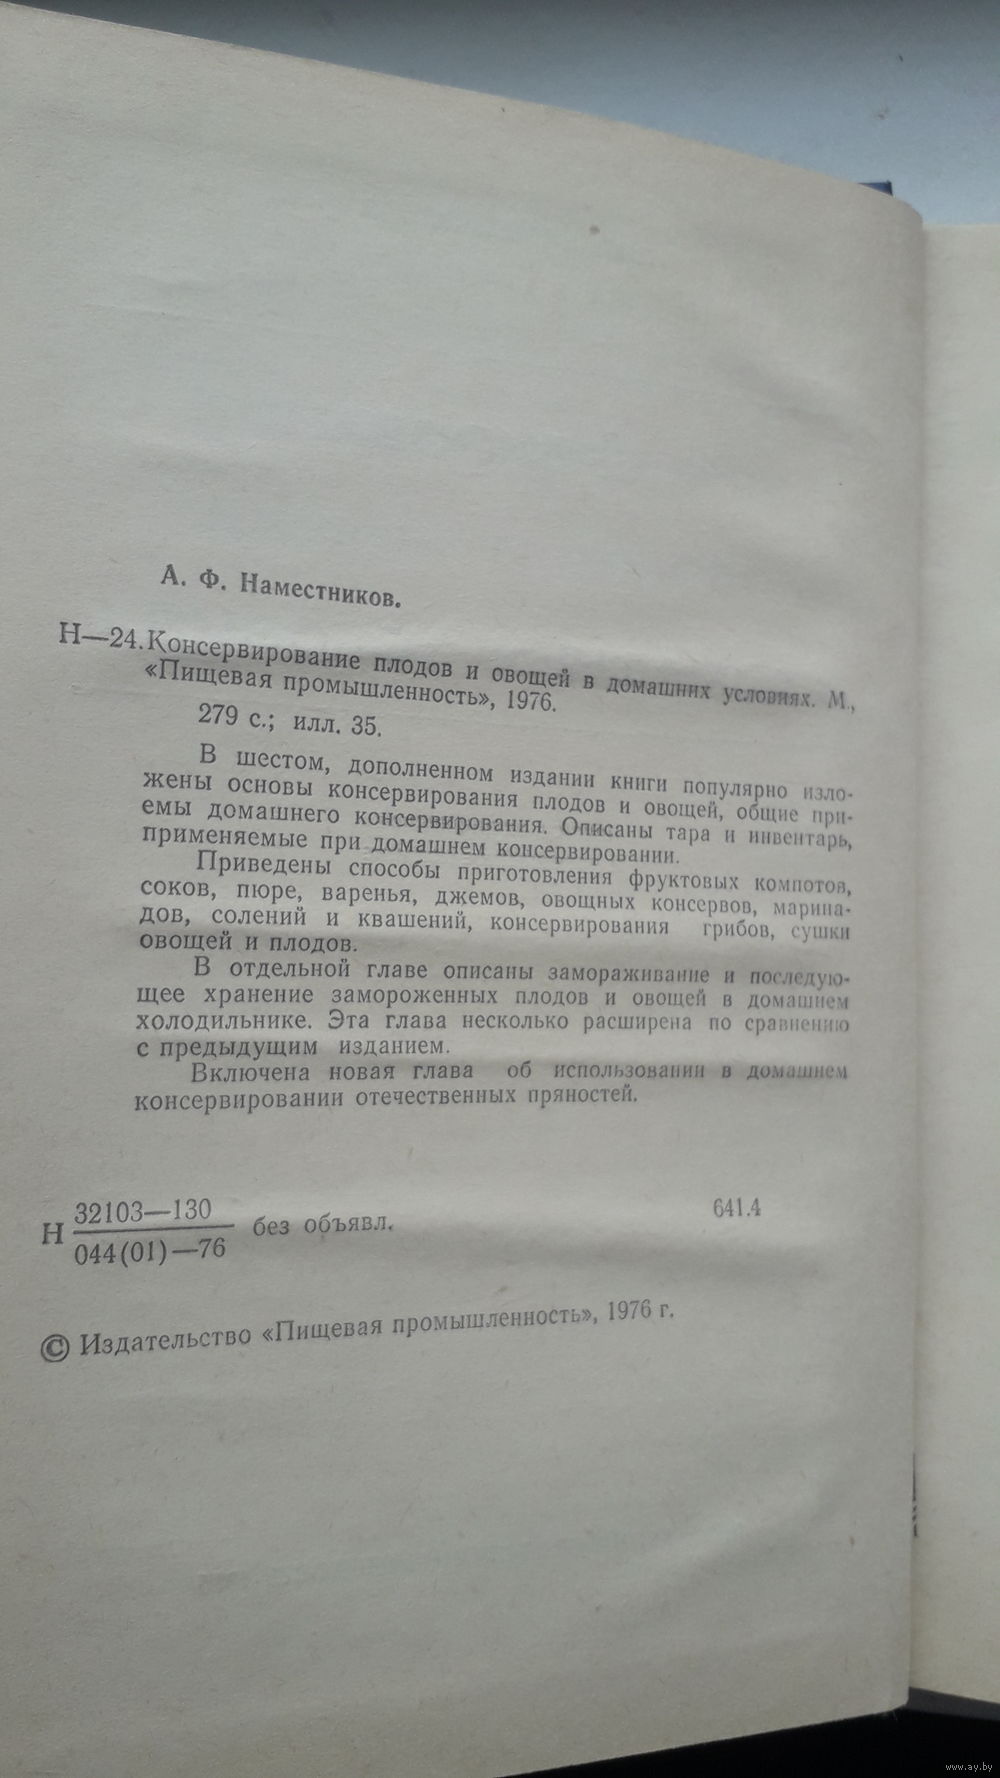 А. Ф. Наместников.
Н—24. Консервирование плодов и овощей в домашних условиях. М.,
«Пищевая промышленность», 1976.
279 с.; илл. 35.
В шестом, дополненном издании книги популярно изло-
жены основы консервирования плодов и овощей, общие при-
емы домашнего консервирования. Описаны тара и инвентарь,
применяемые при домашнем консервировании.
Приведены способы приготовления фруктовых компотов,
соков, пюре, варенья, джемов, овощных консервов, марина-
дов, солений и квашений, консервирования грибов, сушки
овощей и плодов.
В отдельной главе описаны замораживание и последую-
щее хранение замороженных плодов и овощей в домашнем
холодильнике. Эта глава несколько расширена по сравнению
с предыдущим изданием.
Включена новая глава об использовании в домашнем
консервировании отечественных пряностей.
Н 32103—130
044(01)—76 без объявл. 641.4
© Издательство «Пищевая промышленность», 1976 г.
www.ay.by